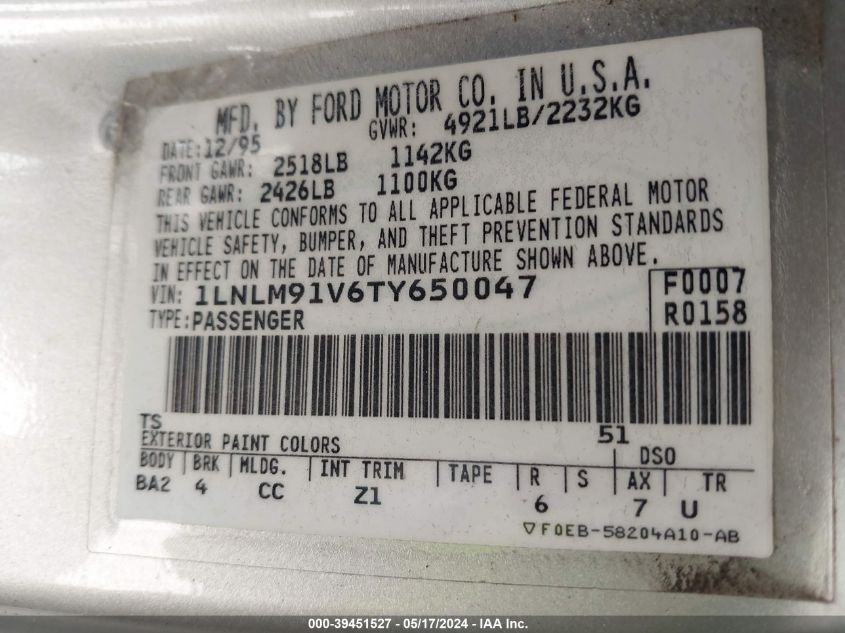 MFD. BY FORD MOTOR CO. IN U.S.A.
DATE:12/95 GVWR: 4921LB/2232KG
FRONT GAWR: 2518LB 1142KG
REAR GAWR: 2426LB 1100KG
THIS VEHICLE CONFORMS TO ALL APPLICABLE FEDERAL MOTOR
VEHICLE SAFETY, BUMPER, AND THEFT PREVENTION STANDARDS
IN EFFECT ON THE DATE OF MANUFACTURE SHOWN ABOVE.
VIN: 1LNLM91V6TY650047 F0007
TYPE:PASSENGER R0158
TS 51
EXTERIOR PAINT COLORS DSO
BODY BRK MLDG. INT TRIM TAPE R S AX TR
BA2 4 CC Z1 6 7 U
▽F0EB-58204A10-AB
000-39451527 - 05/17/2024 - IAA Inc.